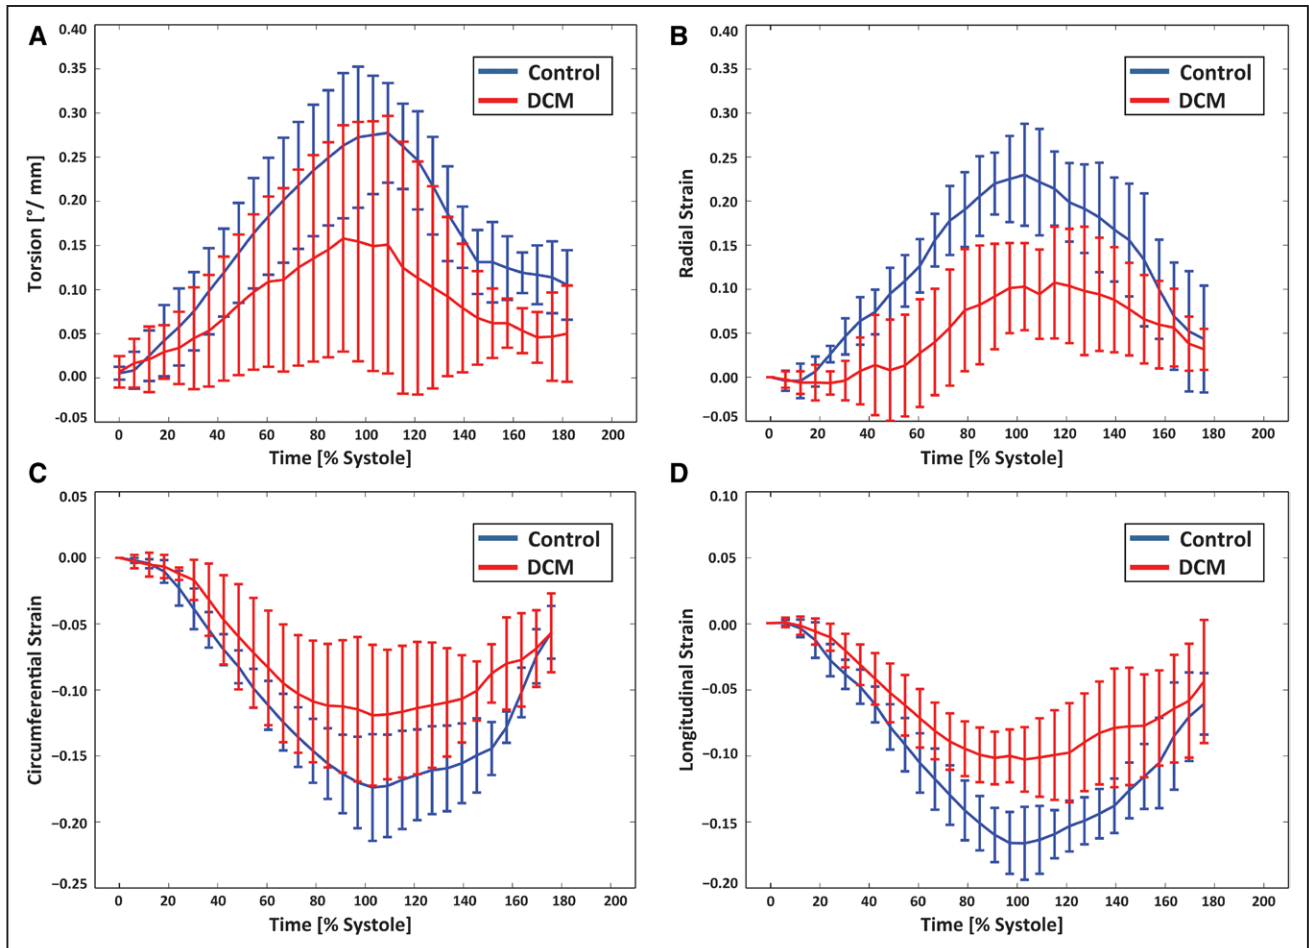 A
0.40
0.35
0.30
0.25
0.20
0.15
0.10
0.05
0.00
−0.05
Torsion [°/ mm]
Control
DCM
0 20 40 60 80 100 120 140 160 180 200
Time [% Systole]
B
0.40
0.35
0.30
0.25
0.20
0.15
0.10
0.05
0.00
−0.05
Radial Strain
Control
DCM
0 20 40 60 80 100 120 140 160 180 200
Time [% Systole]
C
0.05
0.00
−0.05
−0.10
−0.15
−0.20
−0.25
Circumferential Strain
Control
DCM
0 20 40 60 80 100 120 140 160 180 200
Time [% Systole]
D
0.10
0.05
0.00
−0.05
−0.10
−0.15
−0.20
Longitudinal Strain
Control
DCM
0 20 40 60 80 100 120 140 160 180 200
Time [% Systole]